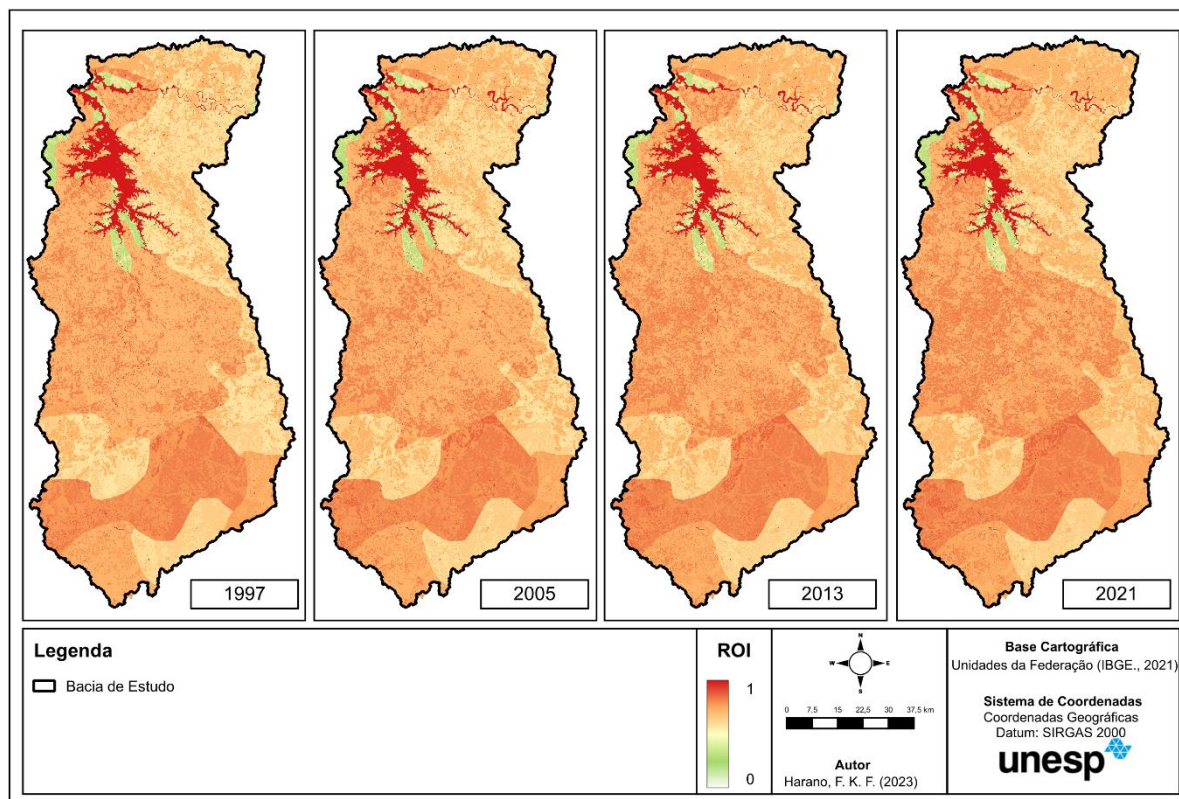 1997
2005
2013
2021
Legenda
Bacia de Estudo
ROI
1
0
N
W
E
S
0 7,5 15 22,5 30 37,5 km
Autor
Harano, F. K. F. (2023)
Base Cartográfica
Unidades da Federação (IBGE., 2021)
Sistema de Coordenadas
Coordenadas Geográficas
Datum: SIRGAS 2000
unesp